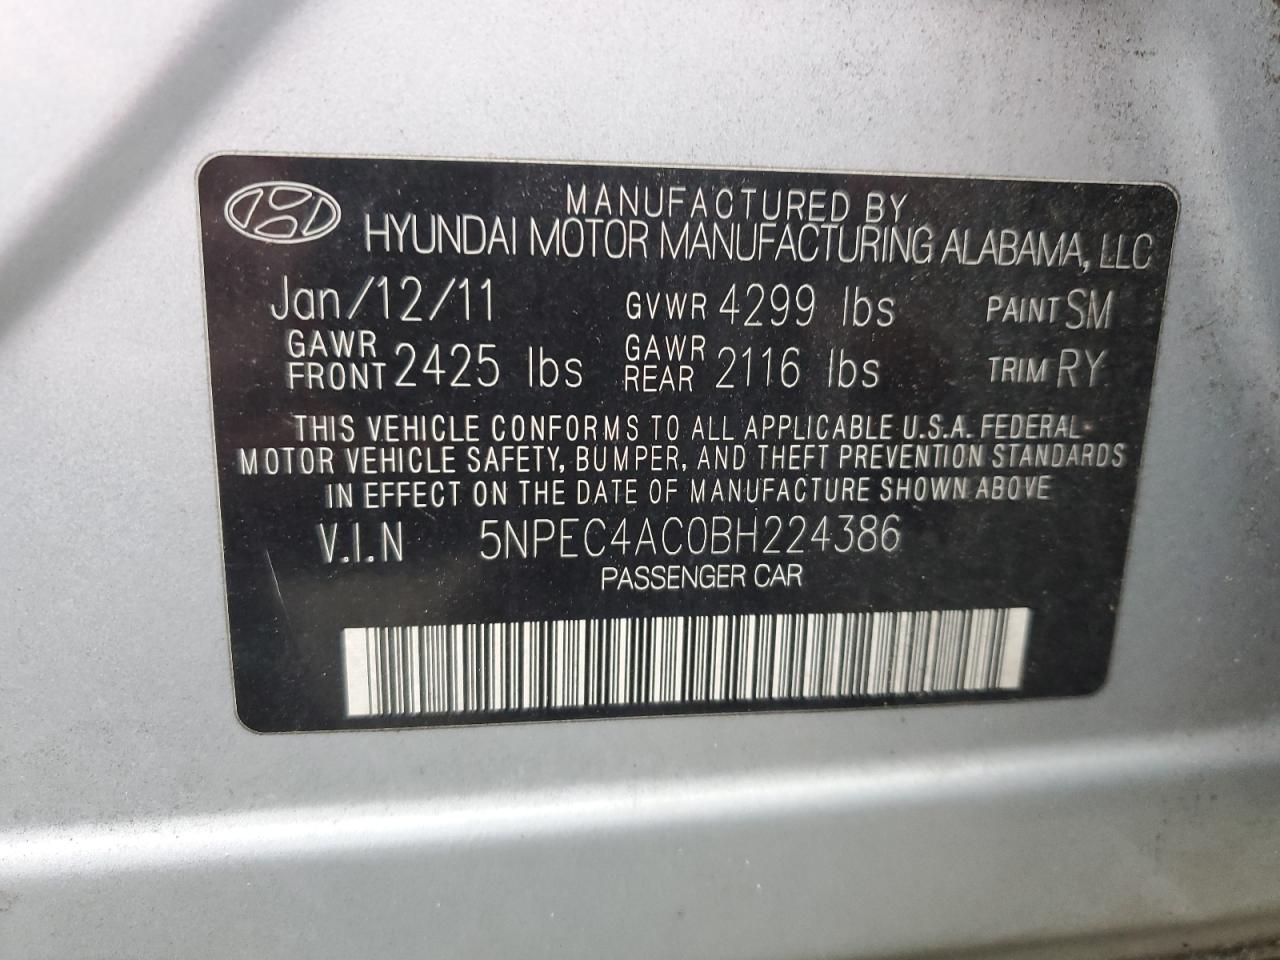 MANUFACTURED BY
HYUNDAI MOTOR MANUFACTURING ALABAMA, LLC
Jan/12/11 GVWR 4299 lbs PAINT SM
GAWR FRONT 2425 lbs GAWR REAR 2116 lbs TRIM RY
THIS VEHICLE CONFORMS TO ALL APPLICABLE U.S.A. FEDERAL
MOTOR VEHICLE SAFETY, BUMPER, AND THEFT PREVENTION STANDARDS
IN EFFECT ON THE DATE OF MANUFACTURE SHOWN ABOVE
V.I.N 5NPEC4AC0BH224386
PASSENGER CAR